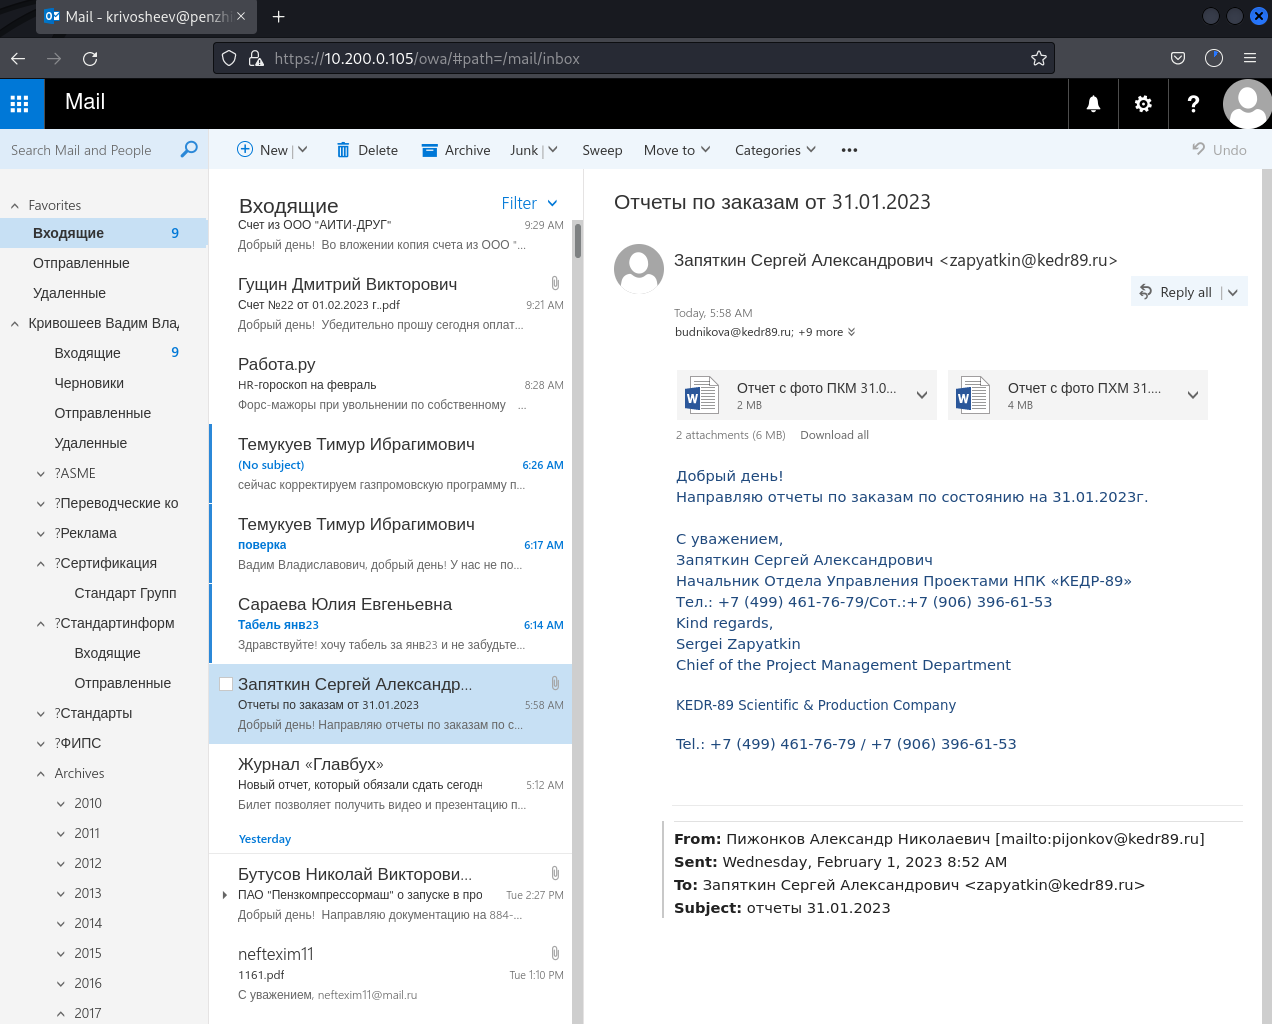 Mail - krivosheev@penzhi
https://10.200.0.105/owa/#path=/mail/inbox
Mail
Search Mail and People
New
Delete
Archive
Junk
Sweep
Move to
Categories
Undo
Favorites
Входящие 9
Отправленные
Удаленные
Кривошеев Вадим Вла
Входящие 9
Черновики
Отправленные
Удаленные
?ASME
?Переводческие ко
?Реклама
?Сертификация
Стандарт Групп
?Стандартинформ
Входящие
Отправленные
?Стандарты
?ФИПС
Archives
2010
2011
2012
2013
2014
2015
2016
2017
Входящие
Filter
Счет из ООО "АИТИ-ДРУГ" 9:29 AM
Добрый день! Во вложении копия счета из ООО "...
Гущин Дмитрий Викторович
Счет №22 от 01.02.2023 г..pdf 9:21 AM
Добрый день! Убедительно прошу сегодня оплат...
Работа.ру
HR-гороскоп на февраль 8:28 AM
Форс-мажоры при увольнении по собственному ...
Темукуев Тимур Ибрагимович
(No subject) 6:26 AM
сейчас корректируем газпромовскую программу п...
Темукуев Тимур Ибрагимович
поверка 6:17 AM
Вадим Владиславович, добрый день! У нас не по...
Сараева Юлия Евгеньевна
Табель янв23 6:14 AM
Здравствуйте! хочу табель за янв23 и не забудьте...
Запяткин Сергей Александр...
Отчеты по заказам от 31.01.2023 5:58 AM
Добрый день! Направляю отчеты по заказам по с...
Журнал «Главбух»
Новый отчет, который обязали сдать сегодн 5:12 AM
Билет позволяет получить видео и презентацию п...
Yesterday
Бутусов Николай Викторови...
ПАО "Пензкомпрессормаш" о запуске в про Tue 2:27 PM
Добрый день! Направляю документацию на 884-...
neftexim11
1161.pdf Tue 1:10 PM
С уважением, neftexim11@mail.ru
Отчеты по заказам от 31.01.2023
Запяткин Сергей Александрович <zapyatkin@kedr89.ru>
Reply all
Today, 5:58 AM
budnikova@kedr89.ru; +9 more
Отчет с фото ПКМ 31.0...
2 MB
Отчет с фото ПХМ 31....
4 MB
2 attachments (6 MB) Download all
Добрый день!
Направляю отчеты по заказам по состоянию на 31.01.2023г.
С уважением,
Запяткин Сергей Александрович
Начальник Отдела Управления Проектами НПК «КЕДР-89»
Тел.: +7 (499) 461-76-79/Сот.:+7 (906) 396-61-53
Kind regards,
Sergei Zapyatkin
Chief of the Project Management Department
KEDR-89 Scientific & Production Company
Tel.: +7 (499) 461-76-79 / +7 (906) 396-61-53
From: Пижонков Александр Николаевич [mailto:pijonkov@kedr89.ru]
Sent: Wednesday, February 1, 2023 8:52 AM
To: Запяткин Сергей Александрович <zapyatkin@kedr89.ru>
Subject: отчеты 31.01.2023